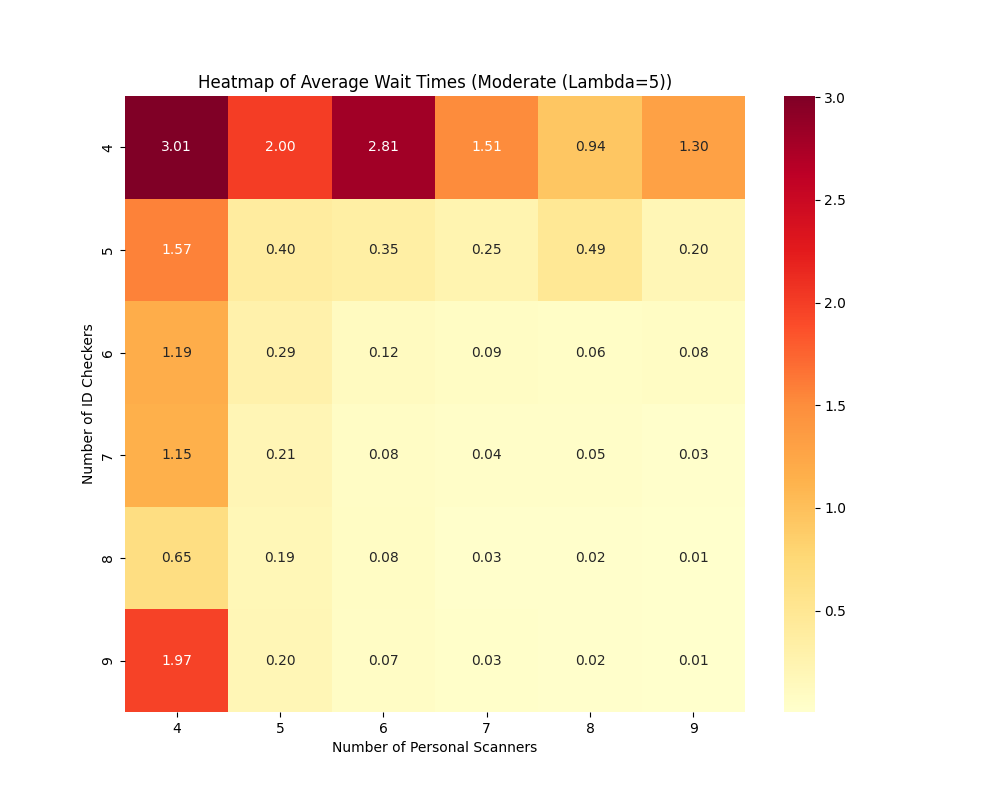 Heatmap of Average Wait Times (Moderate (Lambda=5))
4 3.01 2.00 2.81 1.51 0.94 1.30
5 1.57 0.40 0.35 0.25 0.49 0.20
6 1.19 0.29 0.12 0.09 0.06 0.08
7 1.15 0.21 0.08 0.04 0.05 0.03
8 0.65 0.19 0.08 0.03 0.02 0.01
9 1.97 0.20 0.07 0.03 0.02 0.01
4 5 6 7 8 9
Number of Personal Scanners
Number of ID Checkers
3.0
2.5
2.0
1.5
1.0
0.5